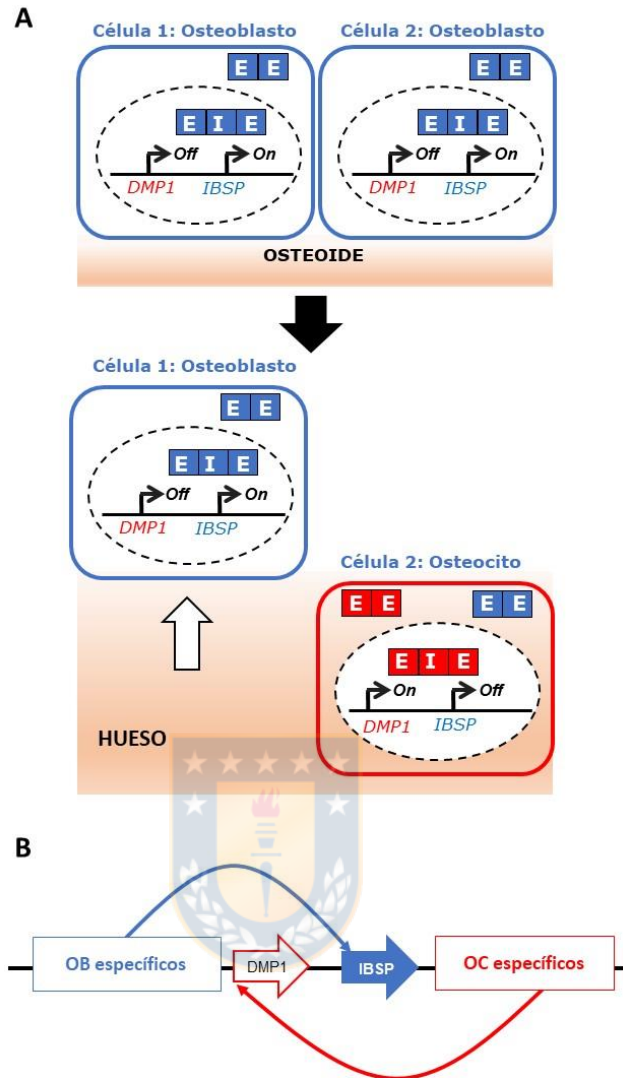 A
Célula 1: Osteoblasto Célula 2: Osteoblasto
E E E E
E I E E I E
Off On Off On
DMP1 IBSP DMP1 IBSP
OSTEOIDE
Célula 1: Osteoblasto
E E
E I E
Off On
DMP1 IBSP
Célula 2: Osteocito
E E E E
E I E
On Off
DMP1 IBSP
HUESO
B
OB específicos DMP1 IBSP OC específicos